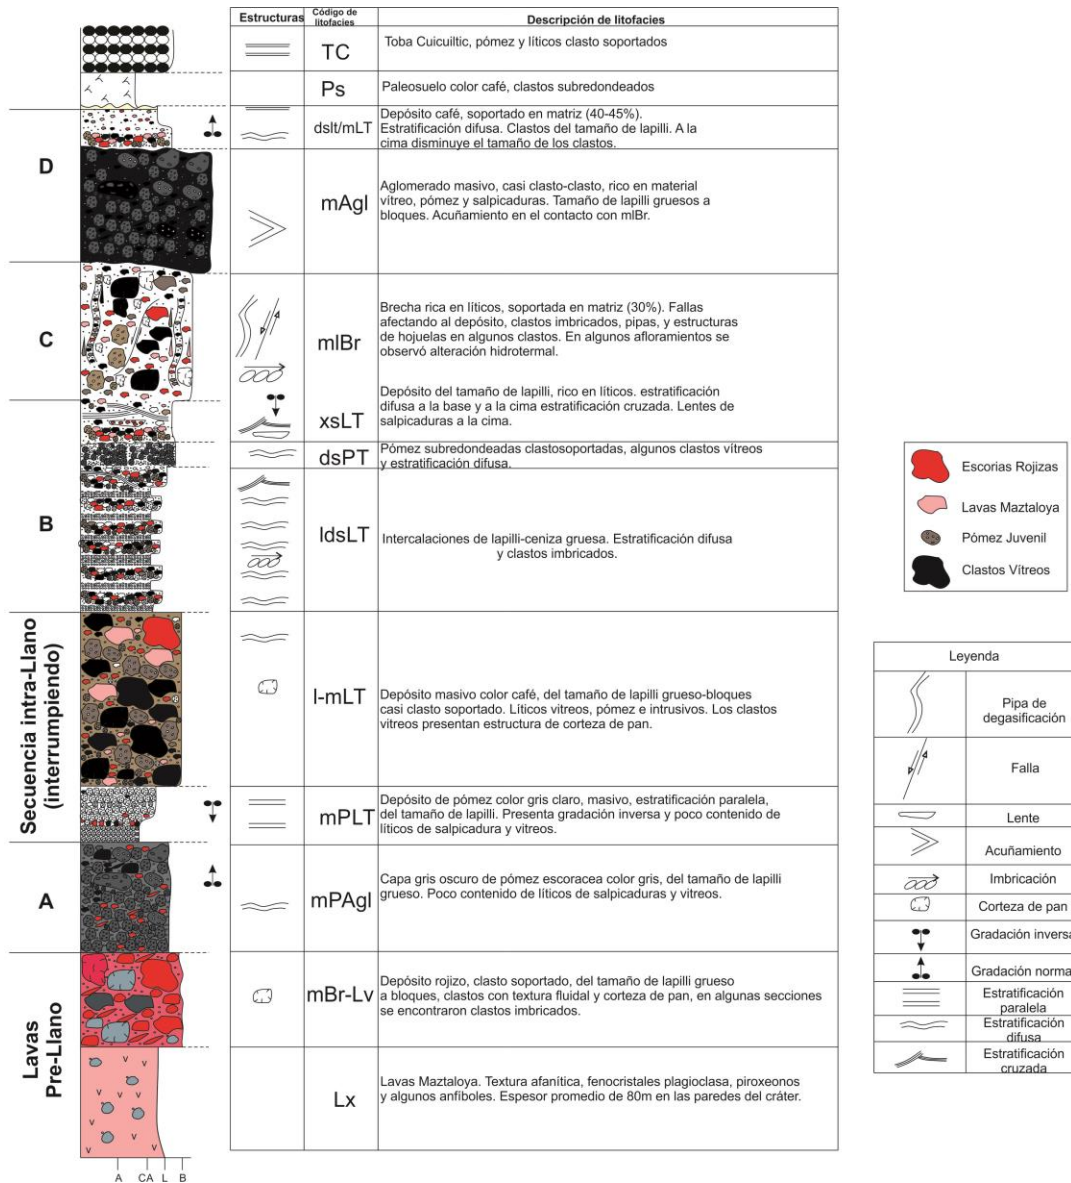 Estructuras
Código de
litofacies
Descripción de litofacies
TC
Toba Cuicuiltic, pómez y líticos clasto soportados
Ps
Paleosuelo color café, clastos subredondeados
D
dslt/mLT
Depósito café, soportado en matriz (40-45%).
Estratificación difusa. Clastos del tamaño de lapilli. A la
cima disminuye el tamaño de los clastos.
mAgl
Aglomerado masivo, casi clasto-clasto, rico en material
vítreo, pómez y salpicaduras. Tamaño de lapilli gruesos a
bloques. Acuñamiento en el contacto con mlBr.
C
mlBr
Brecha rica en líticos, soportada en matriz (30%). Fallas
afectando al depósito, clastos imbricados, pipas, y estructuras
de hojuelas en algunos clastos. En algunos afloramientos se
observó alteración hidrotermal.
xsLT
Depósito del tamaño de lapilli, rico en líticos. estratificación
difusa a la base y a la cima estratificación cruzada. Lentes de
salpicaduras a la cima.
dsPT
Pómez subredondeadas clastosoportadas, algunos clastos vítreos
y estratificación difusa.
B
ldsLT
Intercalaciones de lapilli-ceniza gruesa. Estratificación difusa
y clastos imbricados.
Secuencia intra-Llano
(interrumpiendo)
l-mLT
Depósito masivo color café, del tamaño de lapilli grueso-bloques
casi clasto soportado. Líticos vitreos, pómez e intrusivos. Los clastos
vitreos presentan estructura de corteza de pan.
mPLT
Depósito de pómez color gris claro, masivo, estratificación paralela,
del tamaño de lapilli. Presenta gradación inversa y poco contenido de
líticos de salpicadura y vitreos.
A
mPAgl
Capa gris oscuro de pómez escoracea color gris, del tamaño de lapilli
grueso. Poco contenido de líticos de salpicaduras y vitreos.
Lavas
Pre-Llano
mBr-Lv
Depósito rojizo, clasto soportado, del tamaño de lapilli grueso
a bloques, clastos con textura fluidal y corteza de pan, en algunas secciones
se encontraron clastos imbricados.
Lx
Lavas Maztaloya. Textura afanítica, fenocristales plagioclasa, piroxeonos
y algunos anfíboles. Espesor promedio de 80m en las paredes del cráter.
A CA L B
Escorias Rojizas
Lavas Maztaloya
Pómez Juvenil
Clastos Vítreos
Leyenda
Pipa de
degasificación
Falla
Lente
Acuñamiento
Imbricación
Corteza de pan
Gradación inversa
Gradación normal
Estratificación
paralela
Estratificación
difusa
Estratificación
cruzada